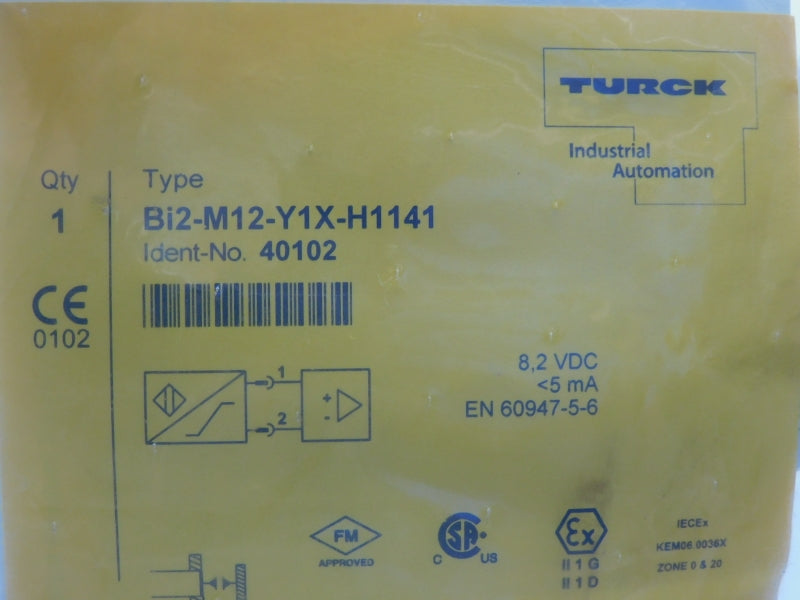 TURCK
Industrial
Automation
Qty
Type
1
Bi2-M12-Y1X-H1141
Ident-No. 40102
CE
0102
1
2
+
-
8,2 VDC
<5 mA
EN 60947-5-6
FM
APPROVED
SA
C US
Ex
II 1 G
II 1 D
IECEx
KEM06.0036X
ZONE 0 & 20